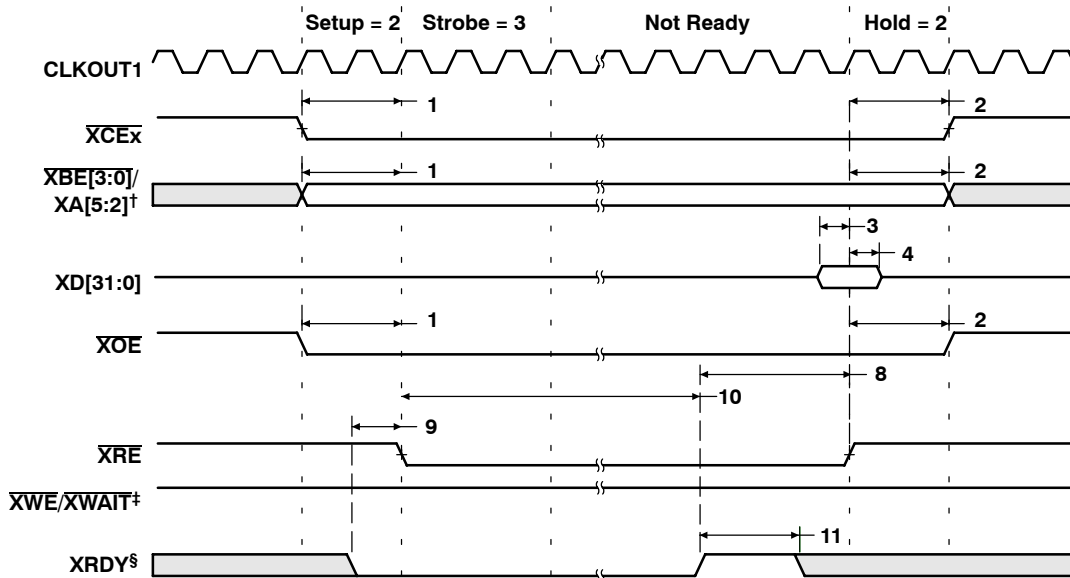 Setup = 2 Strobe = 3 Not Ready Hold = 2
CLKOUT1
1 2
XCEx
1 2
XBE[3:0]/
XA[5:2]†
3
4
XD[31:0]
1 2
XOE
8
10
9
XRE
XWE/XWAIT‡
11
XRDY§